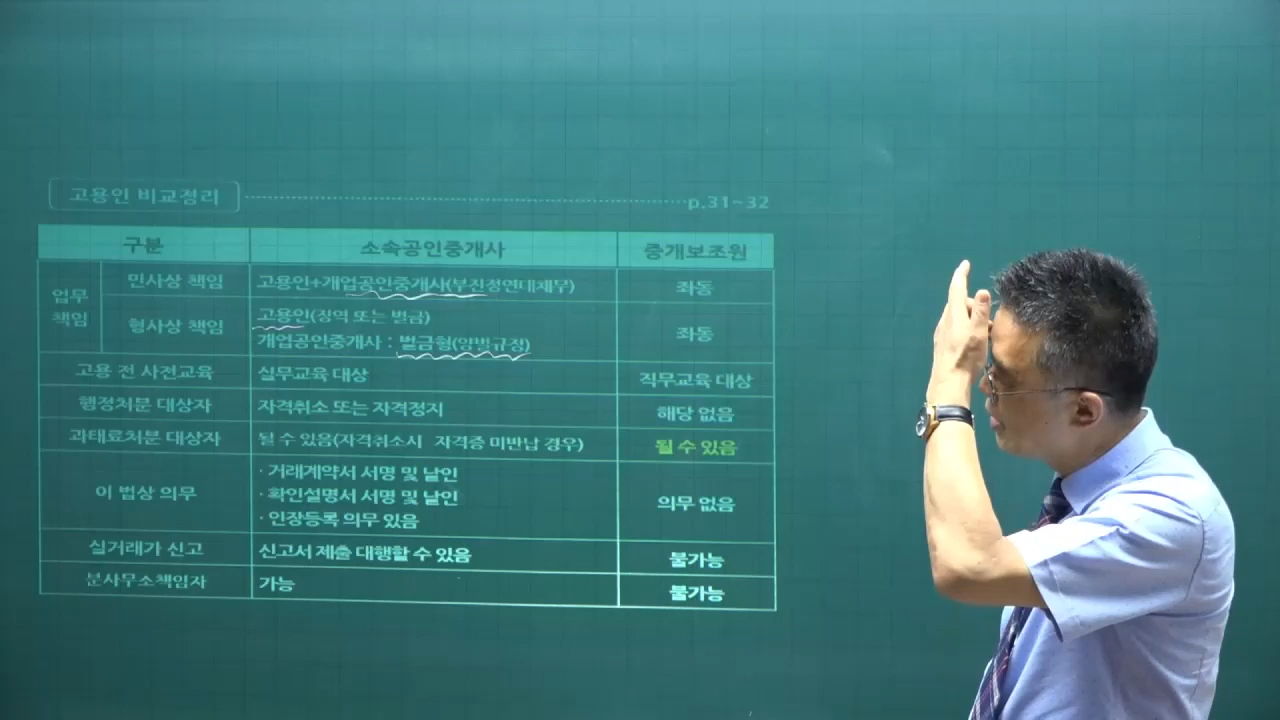 고용인 비교정리 p.31~32
구분 소속공인중개사 중개보조원
업무 책임 민사상 책임 고용인+개업공인중개사(부진정연대채무) 좌동
형사상 책임 고용인(징역 또는 벌금) 좌동
개업공인중개사 : 벌금형(양벌규정)
고용 전 사전교육 실무교육 대상 직무교육 대상
행정처분 대상자 자격취소 또는 자격정지 해당 없음
과태료처분 대상자 될 수 있음(자격취소시 자격증 미반납 경우) 될 수 있음
이 법상 의무 · 거래계약서 서명 및 날인 의무 없음
· 확인설명서 서명 및 날인
· 인장등록 의무 있음
실거래가 신고 신고서 제출 대행할 수 있음 불가능
분사무소책임자 가능 불가능